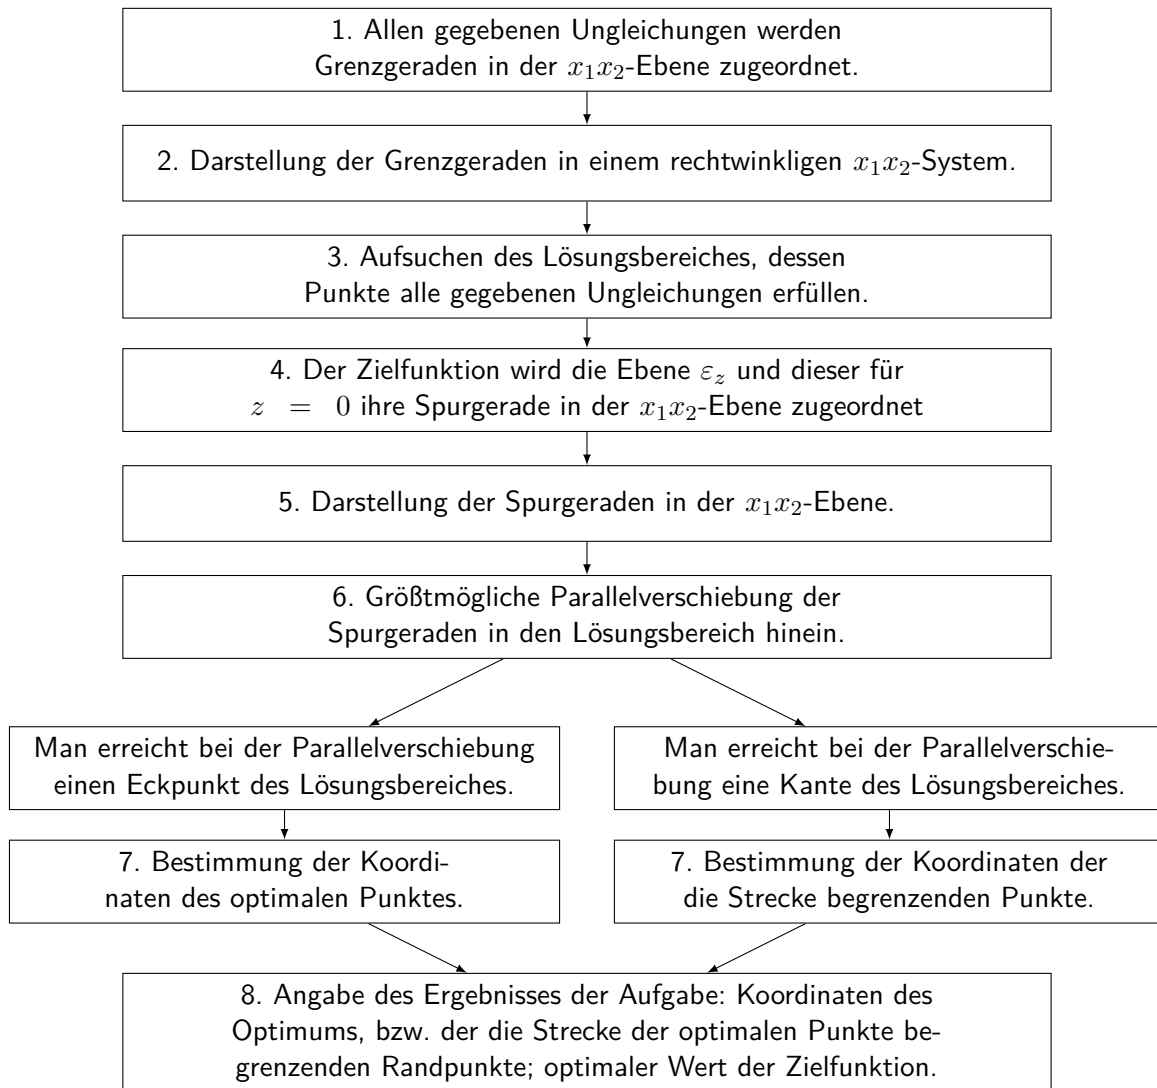 1. Allen gegebenen Ungleichungen werden
Grenzgeraden in der x₁x₂-Ebene zugeordnet.
2. Darstellung der Grenzgeraden in einem rechtwinkligen x₁x₂-System.
3. Aufsuchen des Lösungsbereiches, dessen
Punkte alle gegebenen Ungleichungen erfüllen.
4. Der Zielfunktion wird die Ebene ε_z und dieser für
z = 0 ihre Spurgerade in der x₁x₂-Ebene zugeordnet
5. Darstellung der Spurgeraden in der x₁x₂-Ebene.
6. Größtmögliche Parallelverschiebung der
Spurgeraden in den Lösungsbereich hinein.
Man erreicht bei der Parallelverschiebung
einen Eckpunkt des Lösungsbereiches.
Man erreicht bei der Parallelverschie-
bung eine Kante des Lösungsbereiches.
7. Bestimmung der Koordi-
naten des optimalen Punktes.
7. Bestimmung der Koordinaten der
die Strecke begrenzenden Punkte.
8. Angabe des Ergebnisses der Aufgabe: Koordinaten des
Optimums, bzw. der die Strecke der optimalen Punkte be-
grenzenden Randpunkte; optimaler Wert der Zielfunktion.